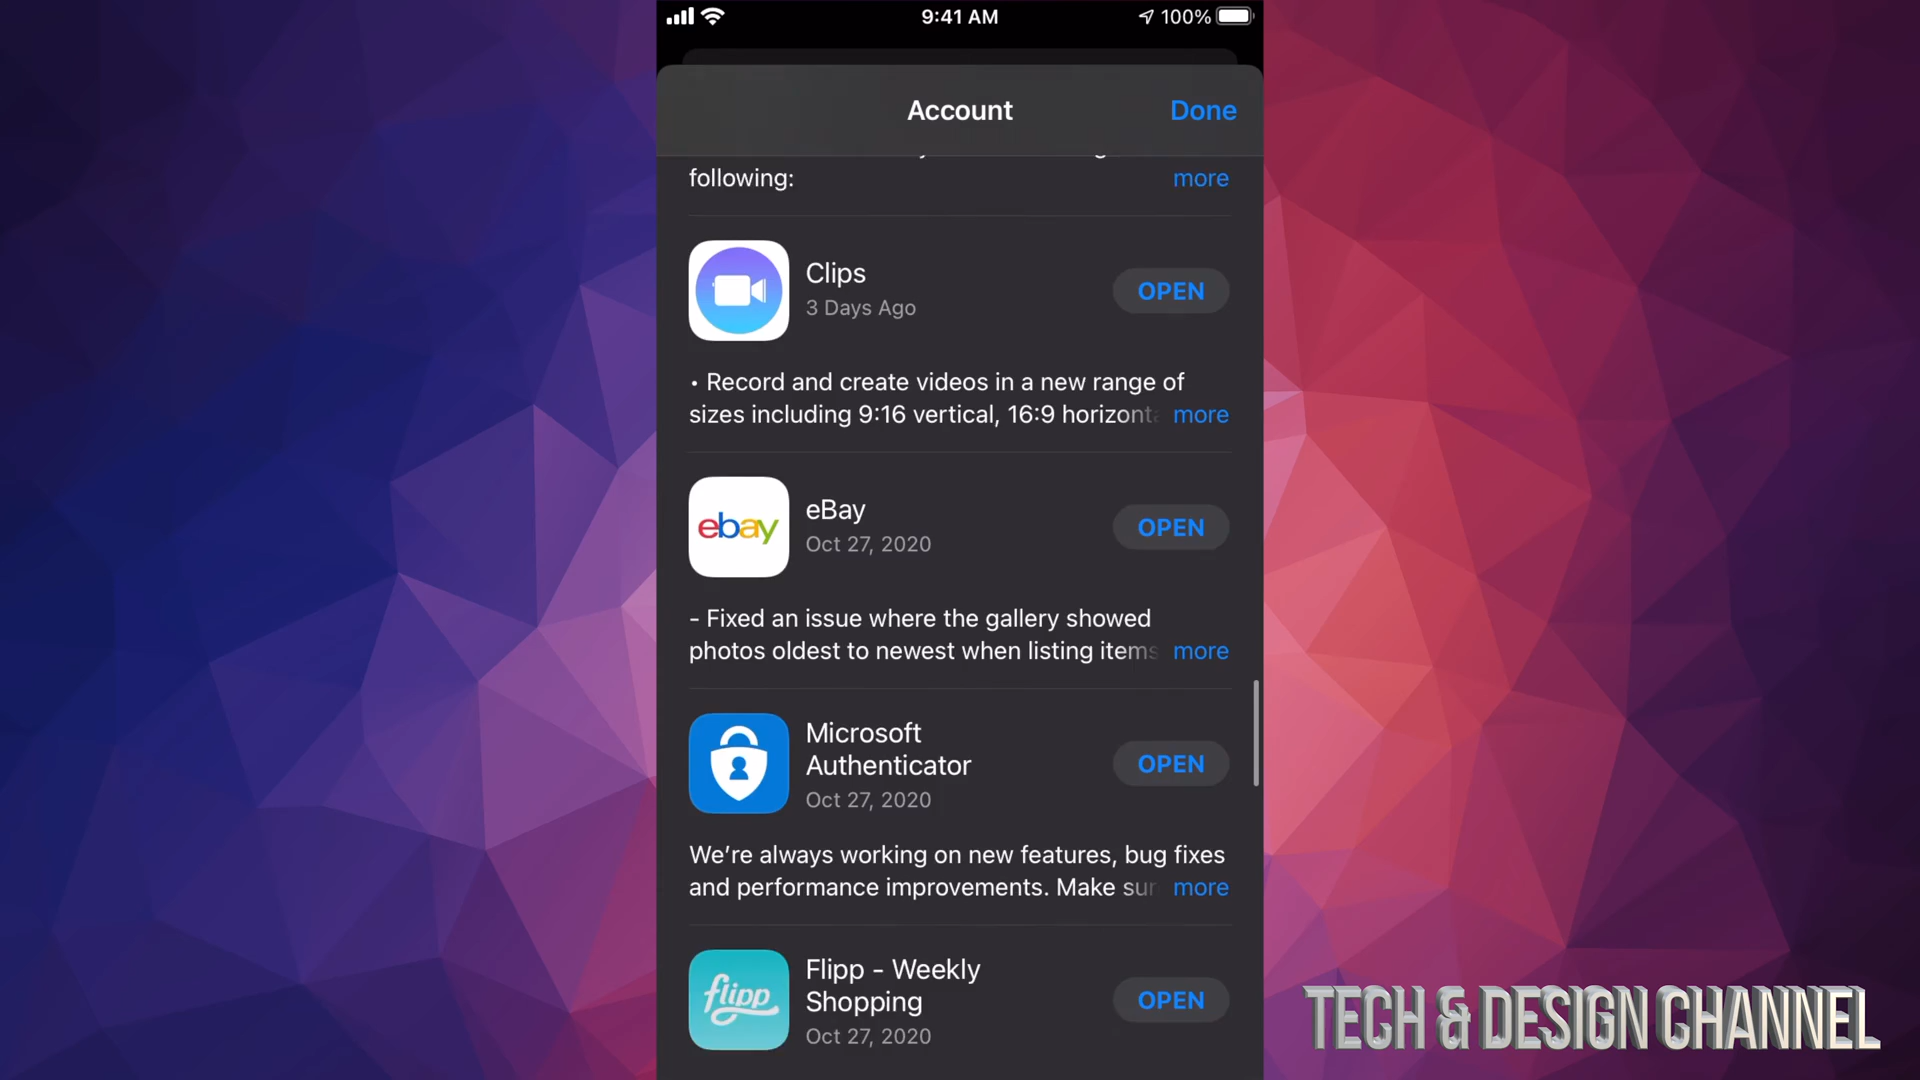 9:41 AM
100%
Account
Done
following:
more
Clips
3 Days Ago
OPEN
• Record and create videos in a new range of
sizes including 9:16 vertical, 16:9 horizont
more
ebay
eBay
Oct 27, 2020
OPEN
- Fixed an issue where the gallery showed
photos oldest to newest when listing items
more
Microsoft
Authenticator
Oct 27, 2020
OPEN
We're always working on new features, bug fixes
and performance improvements. Make sur
more
flipp
Flipp - Weekly
Shopping
Oct 27, 2020
OPEN
TECH & DESIGN CHANNEL